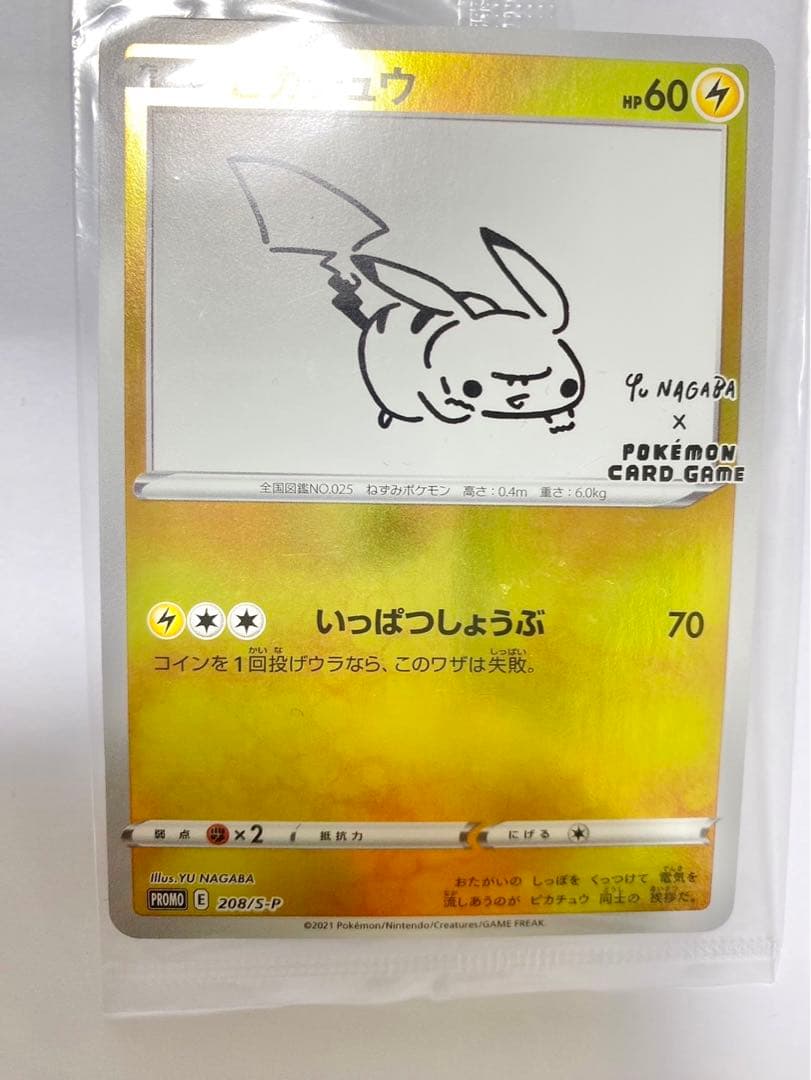 ピカチュウ
HP60
Yu NAGABA
×
POKÉMON
CARD GAME
全国図鑑NO.025 ねずみポケモン 高さ:0.4m 重さ:6.0kg
いっぱつしょうぶ 70
コインを1回投げウラなら、このワザは失敗。
弱点 ×2 抵抗力 にげる
Illus.YU NAGABA
PROMO E 208/S-P
おたがいの しっぽを くっつけて 電気を
流しあうのが ピカチュウ 同士の 挨拶だ。
©2021 Pokémon/Nintendo/Creatures/GAME FREAK.